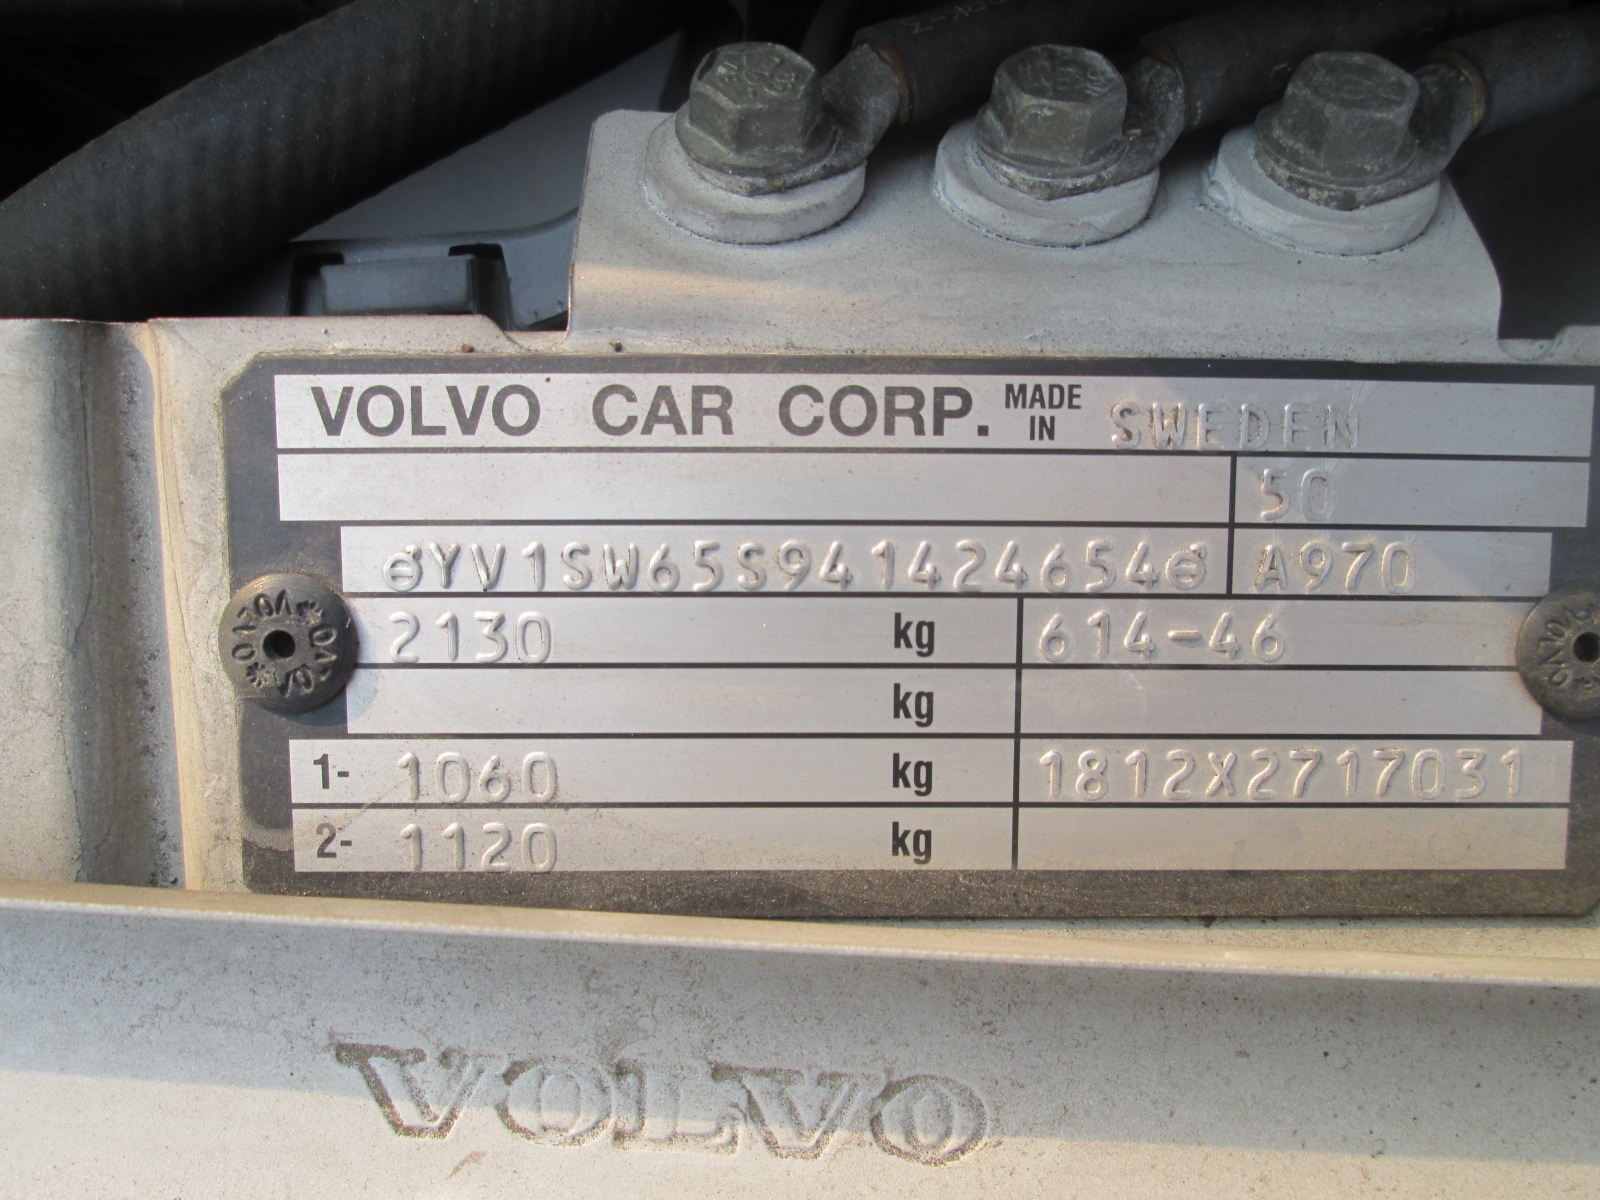 VOLVO CAR CORP. MADE IN SWEDEN
50
YV1SW65S941424654 A970
2130 kg 614-46
kg
1- 1060 kg 1812X2717031
2- 1120 kg
VOLVO